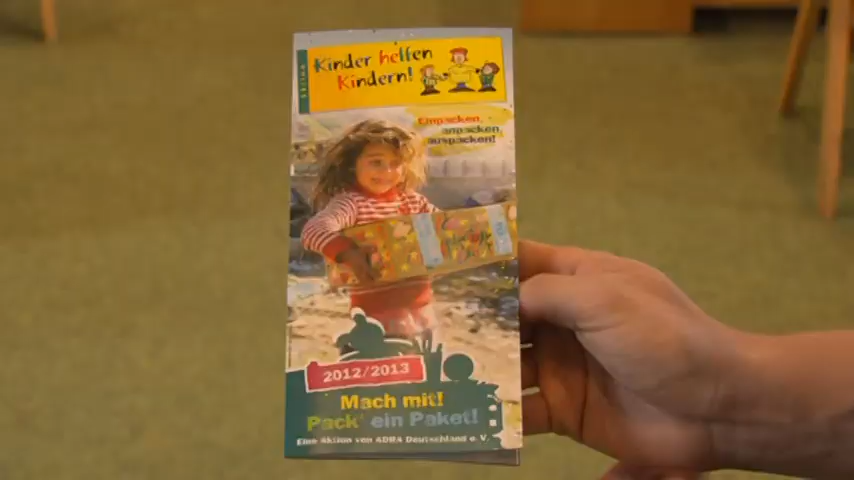 Kinder helfen
Kindern!
Einpacken,
anpacken
auspacken!
2012/2013
Mach mit!
Pack' ein Paket!
Eine Aktion von ADRA Deutschland e.V.